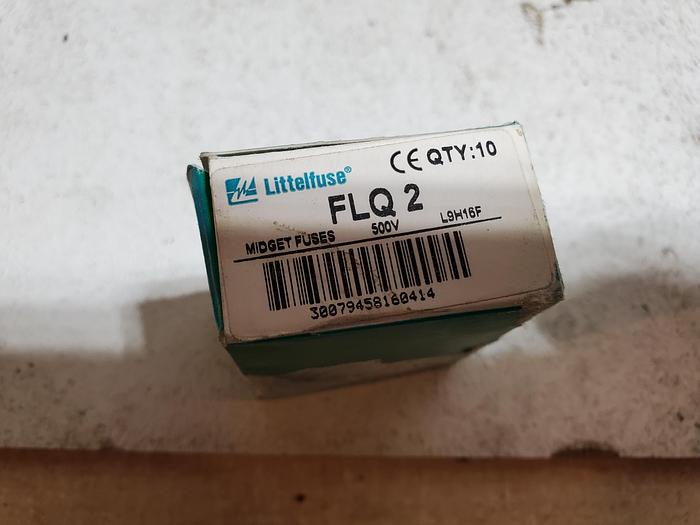 Littelfuse®
CE QTY:10
FLQ 2
MIDGET FUSES 500V L9H16F
30079458160414